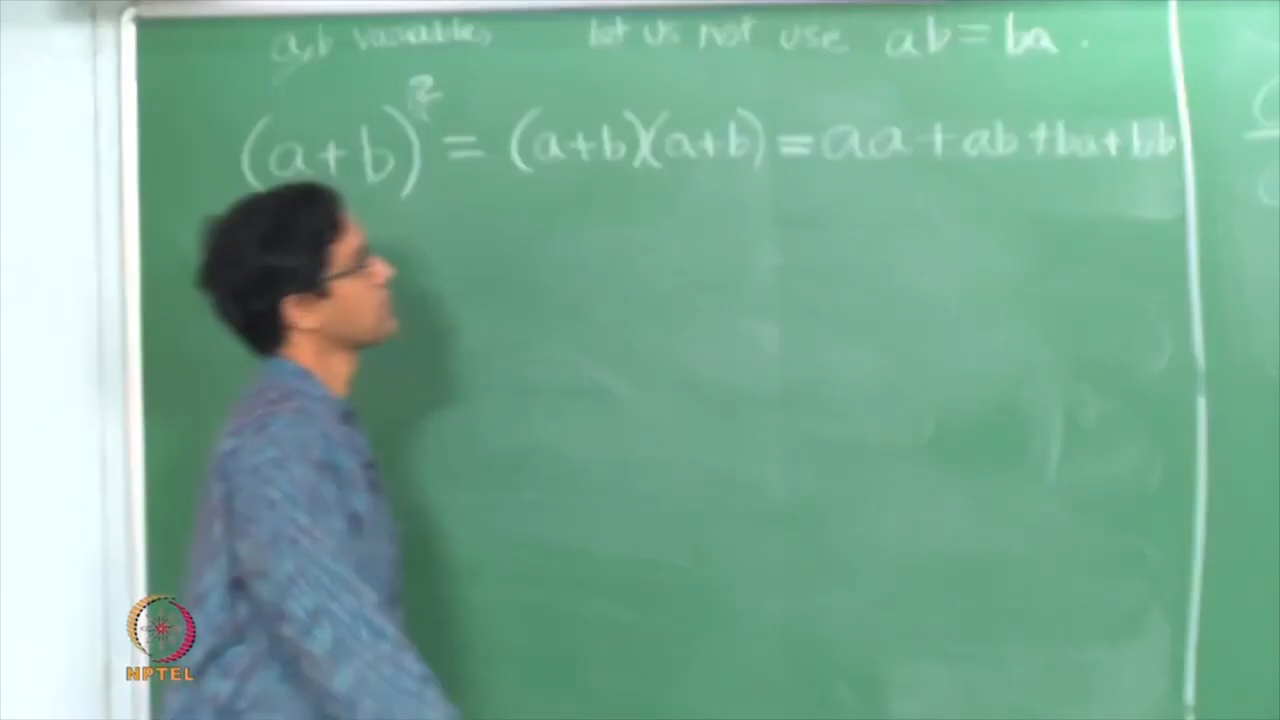 a,b variables let us not use ab = ba .
(a+b)² = (a+b)(a+b) = aa + ab + ba + bb
NPTEL